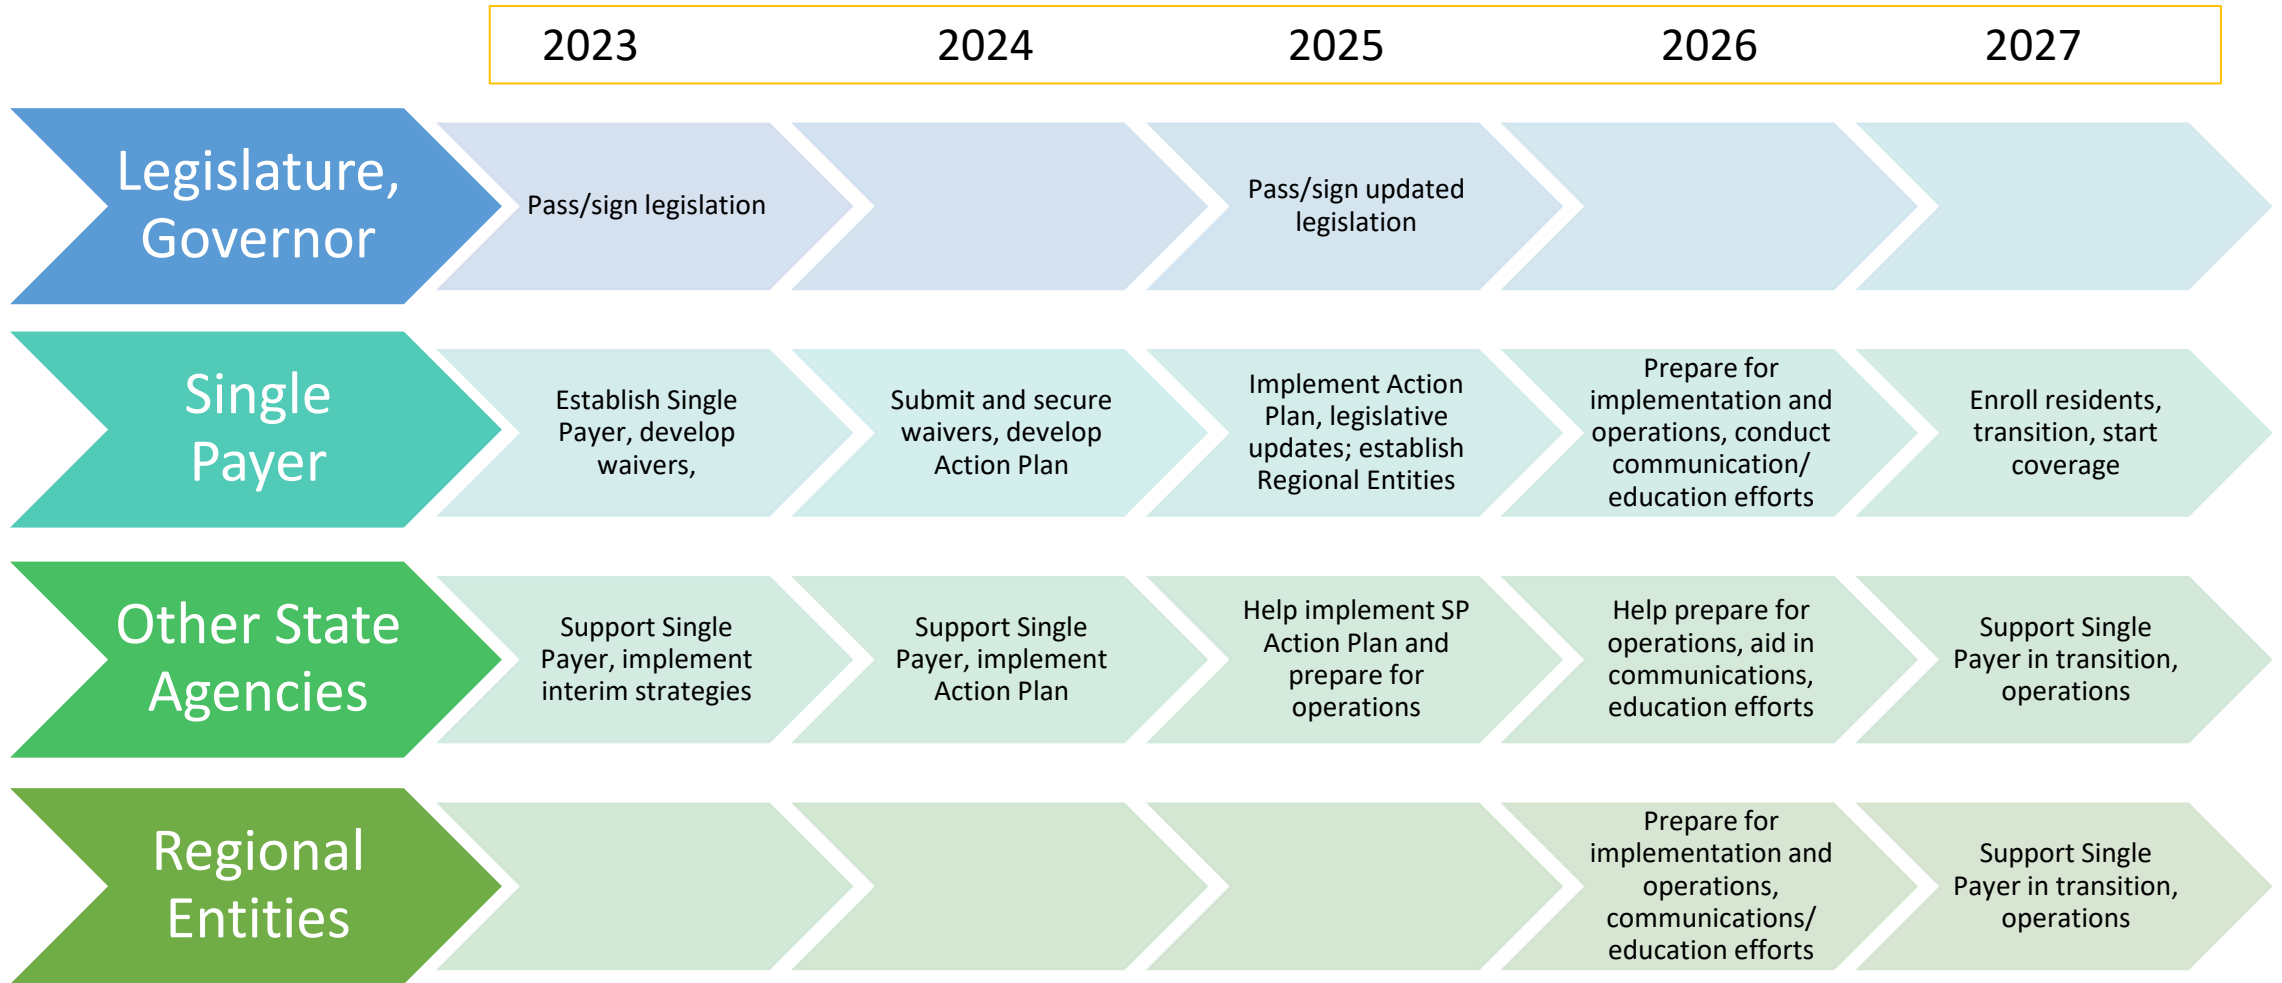 2023 2024 2025 2026 2027
Legislature,
Governor
Pass/sign legislation
Pass/sign updated
legislation
Single
Payer
Establish Single
Payer, develop
waivers,
Submit and secure
waivers, develop
Action Plan
Implement Action
Plan, legislative
updates; establish
Regional Entities
Prepare for
implementation and
operations, conduct
communication/
education efforts
Enroll residents,
transition, start
coverage
Other State
Agencies
Support Single
Payer, implement
interim strategies
Support Single
Payer, implement
Action Plan
Help implement SP
Action Plan and
prepare for
operations
Help prepare for
operations, aid in
communications,
education efforts
Support Single
Payer in transition,
operations
Regional
Entities
Prepare for
implementation and
operations,
communications/
education efforts
Support Single
Payer in transition,
operations